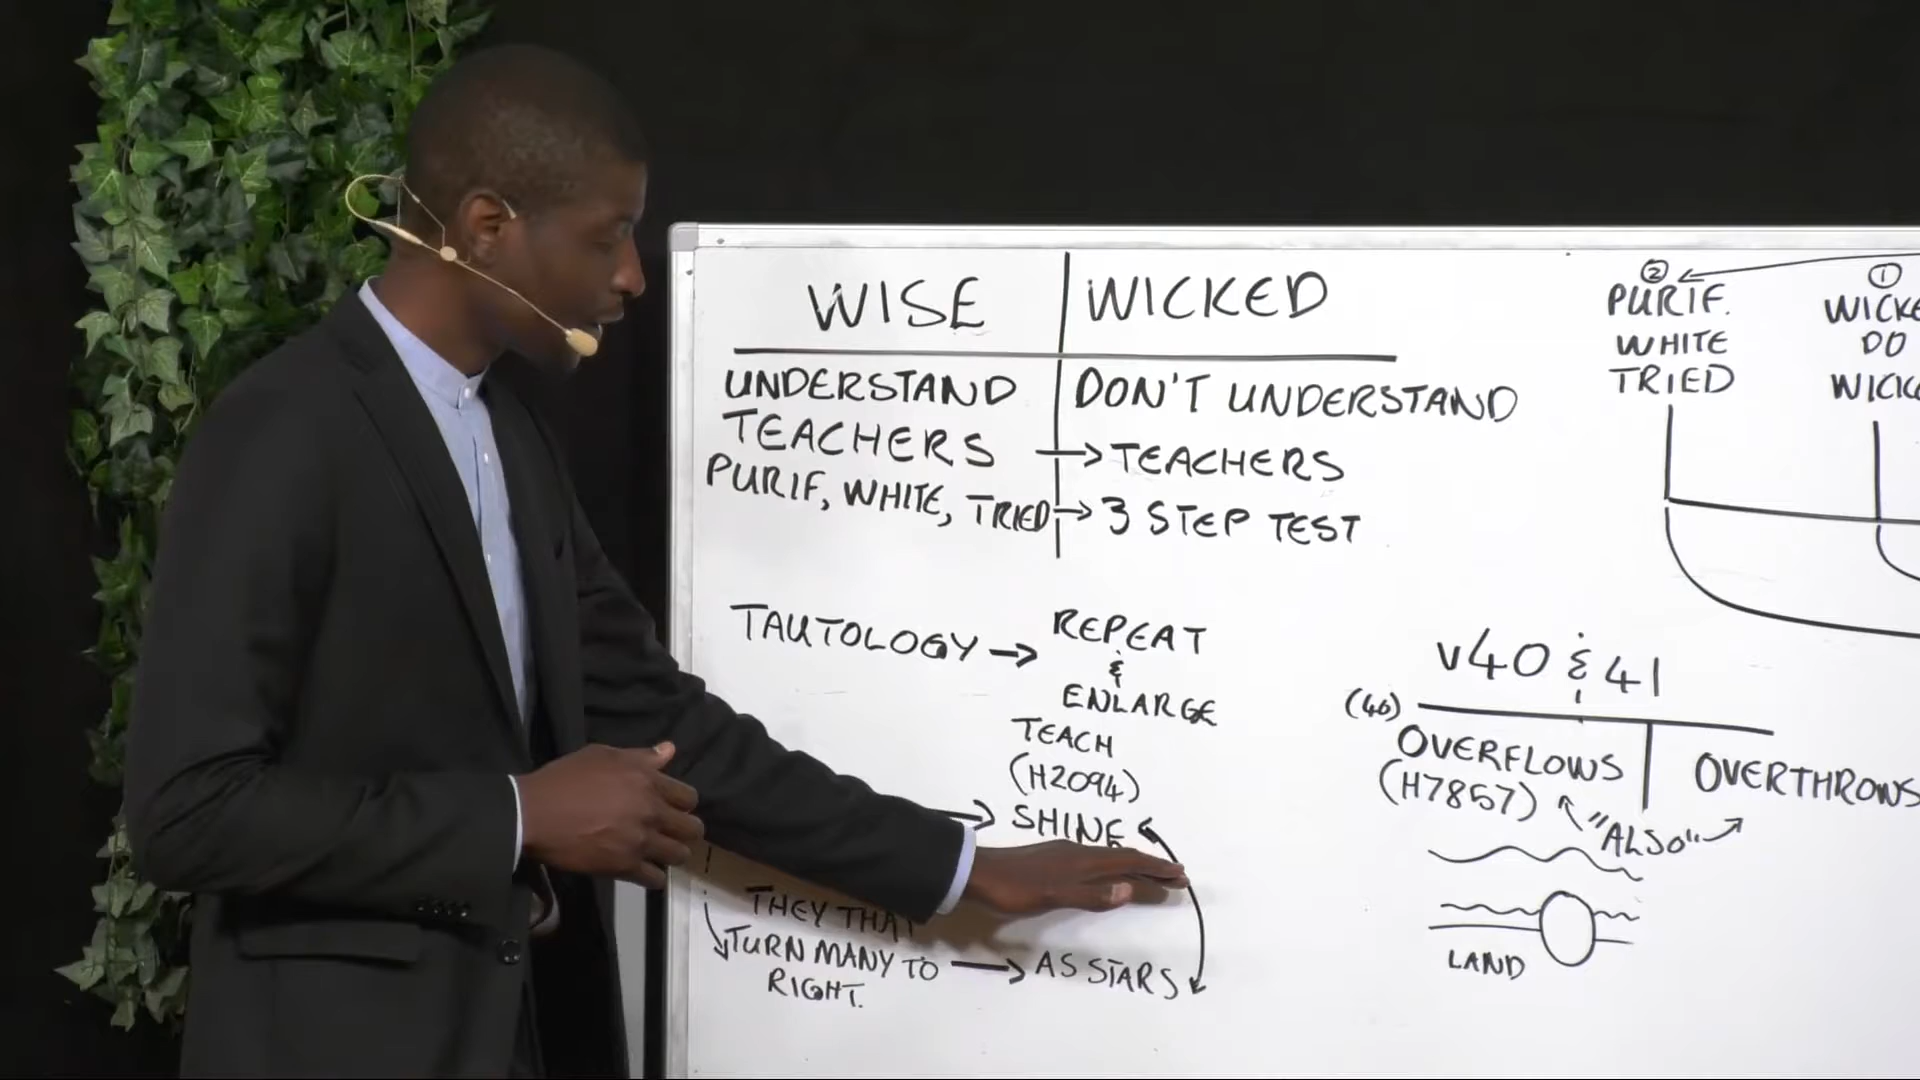 WISE
WICKED
UNDERSTAND
DON'T UNDERSTAND
TEACHERS
→ TEACHERS
PURIF, WHITE, TRIED
→ 3 STEP TEST
TAUTOLOGY →
REPEAT
&
ENLARGE
TEACH
(H2094)
→ SHINE
THEY THAT
TURN MANY TO
RIGHT.
→ AS STARS
②
PURIF.
WHITE
TRIED
①
WICKE
DO
WICK
v40 & 41
(40)
OVERFLOWS
(H7857)
OVERTHROWS
"ALSO"
LAND